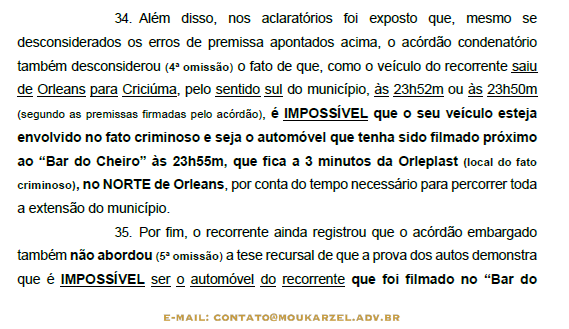 34. Além disso, nos aclaratórios foi exposto que, mesmo se
desconsiderados os erros de premissa apontados acima, o acórdão condenatório
também desconsiderou (4ª omissão) o fato de que, como o veículo do recorrente saiu
de Orleans para Criciúma, pelo sentido sul do município, às 23h52m ou às 23h50m
(segundo as premissas firmadas pelo acórdão), é IMPOSSÍVEL que o seu veículo esteja
envolvido no fato criminoso e seja o automóvel que tenha sido filmado próximo
ao “Bar do Cheiro” às 23h55m, que fica a 3 minutos da Orleplast (local do fato
criminoso), no NORTE de Orleans, por conta do tempo necessário para percorrer toda
a extensão do município.
35. Por fim, o recorrente ainda registrou que o acórdão embargado
também não abordou (5ª omissão) a tese recursal de que a prova dos autos demonstra
que é IMPOSSÍVEL ser o automóvel do recorrente que foi filmado no “Bar do
E-MAIL: CONTATO@MOUKARZEL.ADV.BR